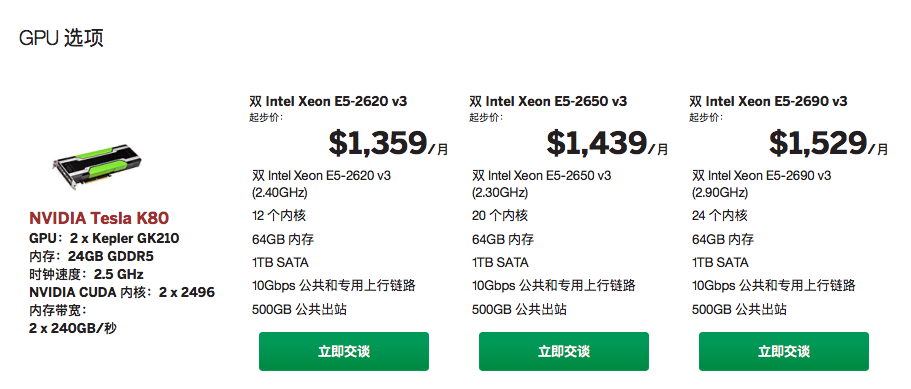 GPU 选项
NVIDIA Tesla K80
GPU：2 x Kepler GK210
内存：24GB GDDR5
时钟速度：2.5 GHz
NVIDIA CUDA 内核：2 x 2496
内存带宽：
2 x 240GB/秒
双 Intel Xeon E5-2620 v3
起步价：
$1,359/月
双 Intel Xeon E5-2620 v3
(2.40GHz)
12 个内核
64GB 内存
1TB SATA
10Gbps 公共和专用上行链路
500GB 公共出站
立即交谈
双 Intel Xeon E5-2650 v3
起步价：
$1,439/月
双 Intel Xeon E5-2650 v3
(2.30GHz)
20 个内核
64GB 内存
1TB SATA
10Gbps 公共和专用上行链路
500GB 公共出站
立即交谈
双 Intel Xeon E5-2690 v3
起步价：
$1,529/月
双 Intel Xeon E5-2690 v3
(2.90GHz)
24 个内核
64GB 内存
1TB SATA
10Gbps 公共和专用上行链路
500GB 公共出站
立即交谈